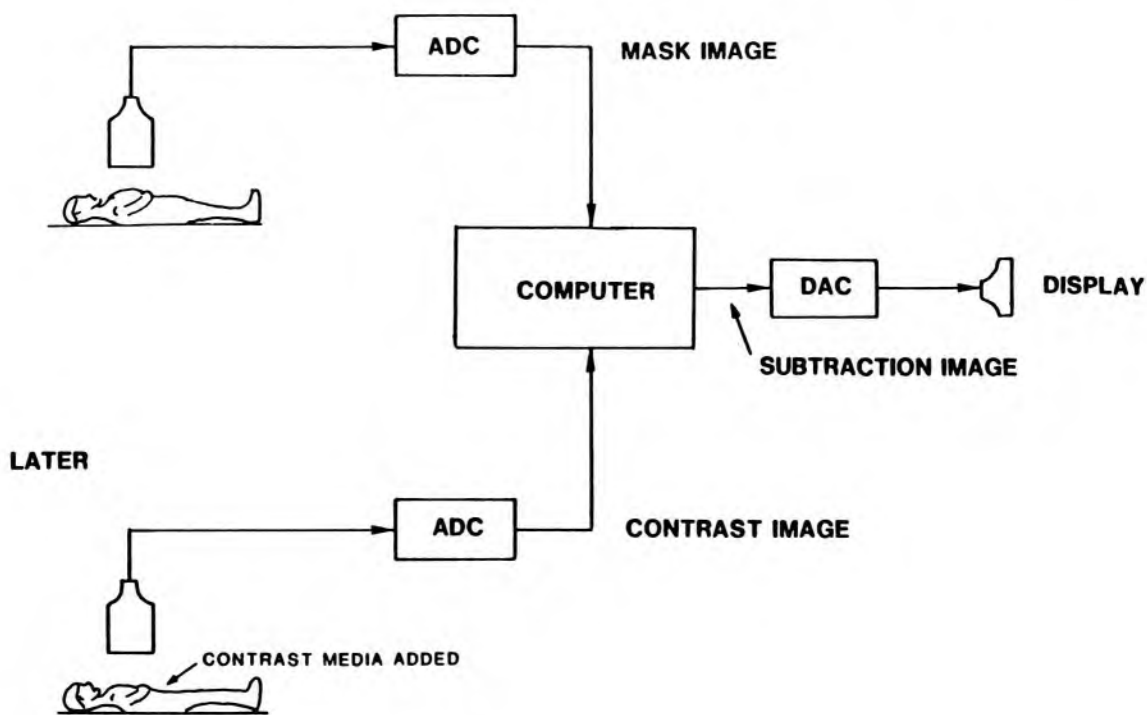 ADC
MASK IMAGE
COMPUTER
DAC
DISPLAY
SUBTRACTION IMAGE
LATER
ADC
CONTRAST IMAGE
CONTRAST MEDIA ADDED